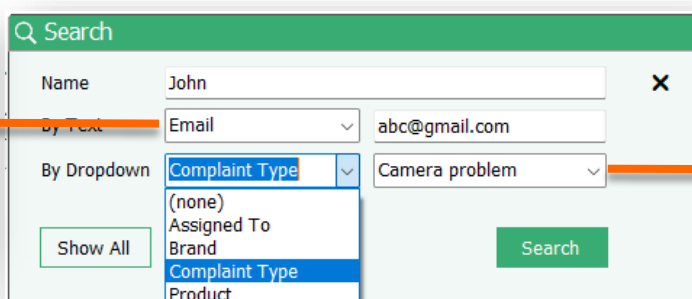 Search
Name John
By Text Email abc@gmail.com
By Dropdown Complaint Type Camera problem
(none)
Assigned To
Show All Brand Search
Complaint Type
Product